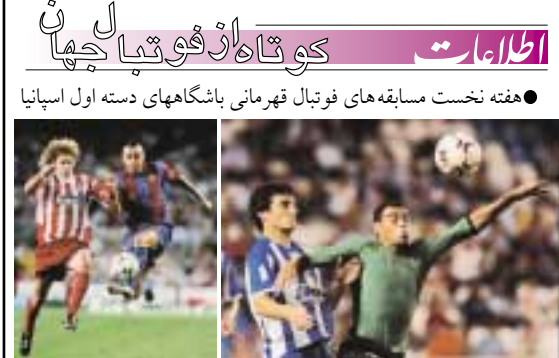 اطلاعات
کوتاه از فوتبال جهان
●هفته نخست مسابقه‌های فوتبال قهرمانی باشگاههای دسته اول اسپانیا